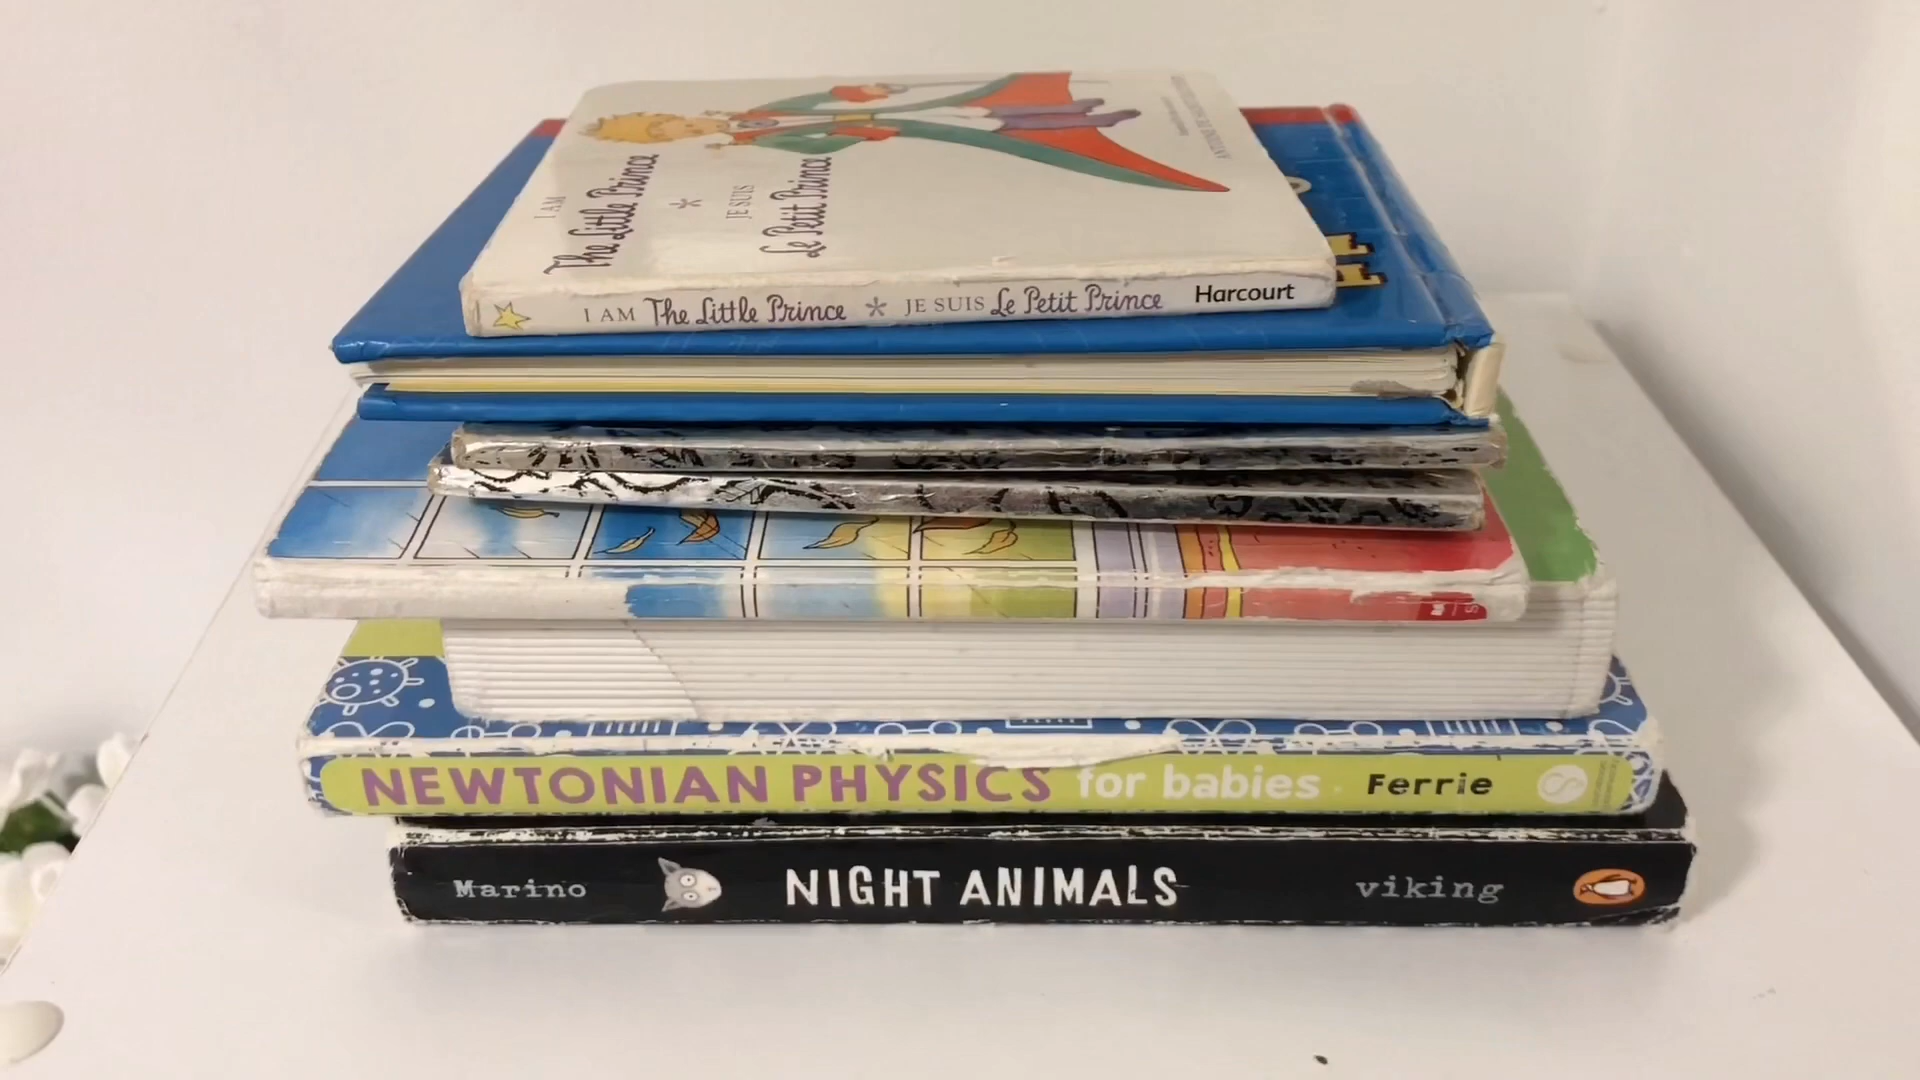 I AM
The Little Prince
*
JE SUIS
Le Petit Prince
I AM The Little Prince * JE SUIS Le Petit Prince Harcourt
NEWTONIAN PHYSICS for babies Ferrie
Marino NIGHT ANIMALS viking